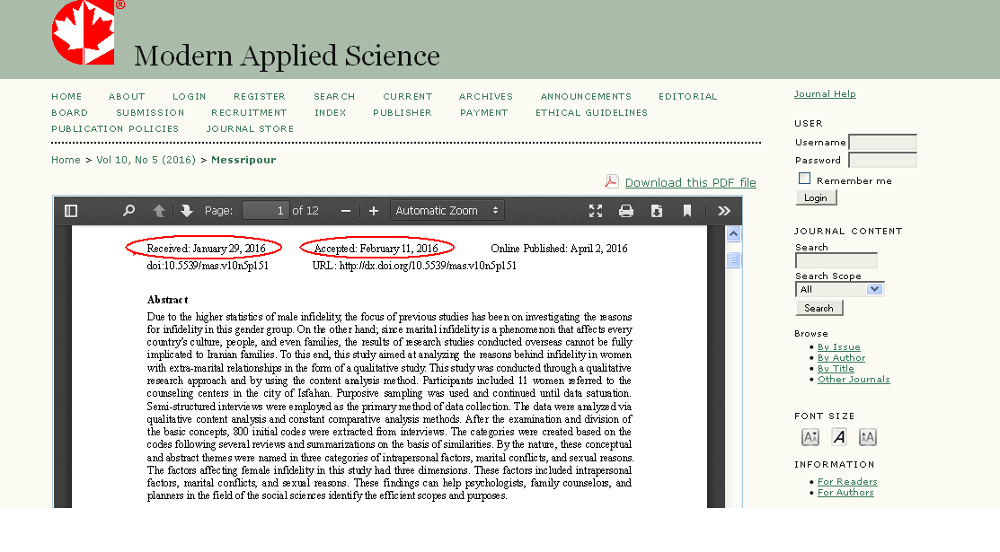 ®
Modern Applied Science
HOME ABOUT LOGIN REGISTER SEARCH CURRENT ARCHIVES ANNOUNCEMENTS EDITORIAL
BOARD SUBMISSION RECRUITMENT INDEX PUBLISHER PAYMENT ETHICAL GUIDELINES
PUBLICATION POLICIES JOURNAL STORE
Home > Vol 10, No 5 (2016) > Messripour
Download this PDF file
Page: 1 of 12 Automatic Zoom
Received: January 29, 2016 Accepted: February 11, 2016 Online Published: April 2, 2016
doi:10.5539/mas.v10n5p151 URL: http://dx.doi.org/10.5539/mas.v10n5p151
Abstract
Due to the higher statistics of male infidelity, the focus of previous studies has been on investigating the reasons
for infidelity in this gender group. On the other hand; since marital infidelity is a phenomenon that affects every
country's culture, people, and even families, the results of research studies conducted overseas cannot be fully
implicated to Iranian families. To this end, this study aimed at analyzing the reasons behind infidelity in women
with extra-marital relationships in the form of a qualitative study. This study was conducted through a qualitative
research approach and by using the content analysis method. Participants included 11 women referred to the
counseling centers in the city of Isfahan. Purposive sampling was used and continued until data saturation.
Semi-structured interviews were employed as the primary method of data collection. The data were analyzed via
qualitative content analysis and constant comparative analysis methods. After the examination and division of
the basic concepts, 800 initial codes were extracted from interviews. The categories were created based on the
codes following several reviews and summarizations on the basis of similarities. By the nature, these conceptual
and abstract themes were named in three categories of intrapersonal factors, marital conflicts, and sexual reasons.
The factors affecting female infidelity in this study had three dimensions. These factors included intrapersonal
factors, marital conflicts, and sexual reasons. These findings can help psychologists, family counselors, and
planners in the field of the social sciences identify the efficient scopes and purposes.
Journal Help
USER
Username
Password
Remember me
Login
JOURNAL CONTENT
Search
Search Scope
All
Search
Browse
By Issue
By Author
By Title
Other Journals
FONT SIZE
A A A
INFORMATION
For Readers
For Authors